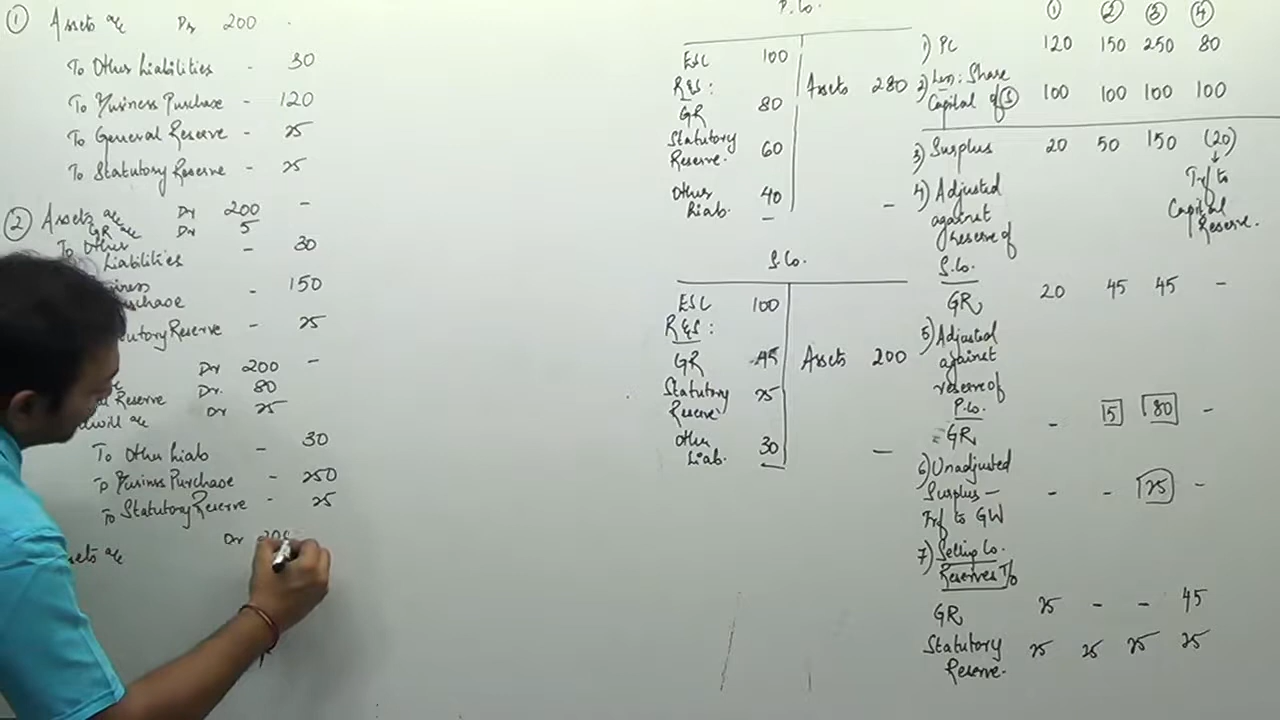 ① Assets a/c Dr 200
To Other Liabilities - 30
To Business Purchase - 120
To General Reserve - 25
To Statutory Reserve - 25
② Assets a/c Dr 200
GR a/c Dr 5
To Other Liabilities - 30
Purchase - 150
Reserve - 25
Dr 200
Reserve Dr. 80
a/c Dr 25
To Other Liab - 30
To Business Purchase - 250
To Statutory Reserve - 25
a/c Dr
P. Co.
ESC 100
Assets 280
R&S:
GR 80
Statutory Reserve. 60
Other Liab. 40
S. Co.
ESC 100
R&S:
GR 45
Assets 200
Statutory Reserve 25
Other Liab. 30
① ② ③ ④
1) PC 120 150 250 80
2) Less: Share Capital of Ⓢ 100 100 100 100
3) Surplus 20 50 150 (20)
↓
Trf to
Capital
Reserve.
4) Adjusted
against
reserve of
S. Co.
GR 20 45 45 -
5) Adjusted
against
reserve of
P. Co.
GR - 5 80 -
6) Unadjusted
Surplus - - - 25 -
Trf to GW
7) Selling Co.
Reserves T/o
GR 25 - - 45
Statutory Reserve. 25 25 25 25